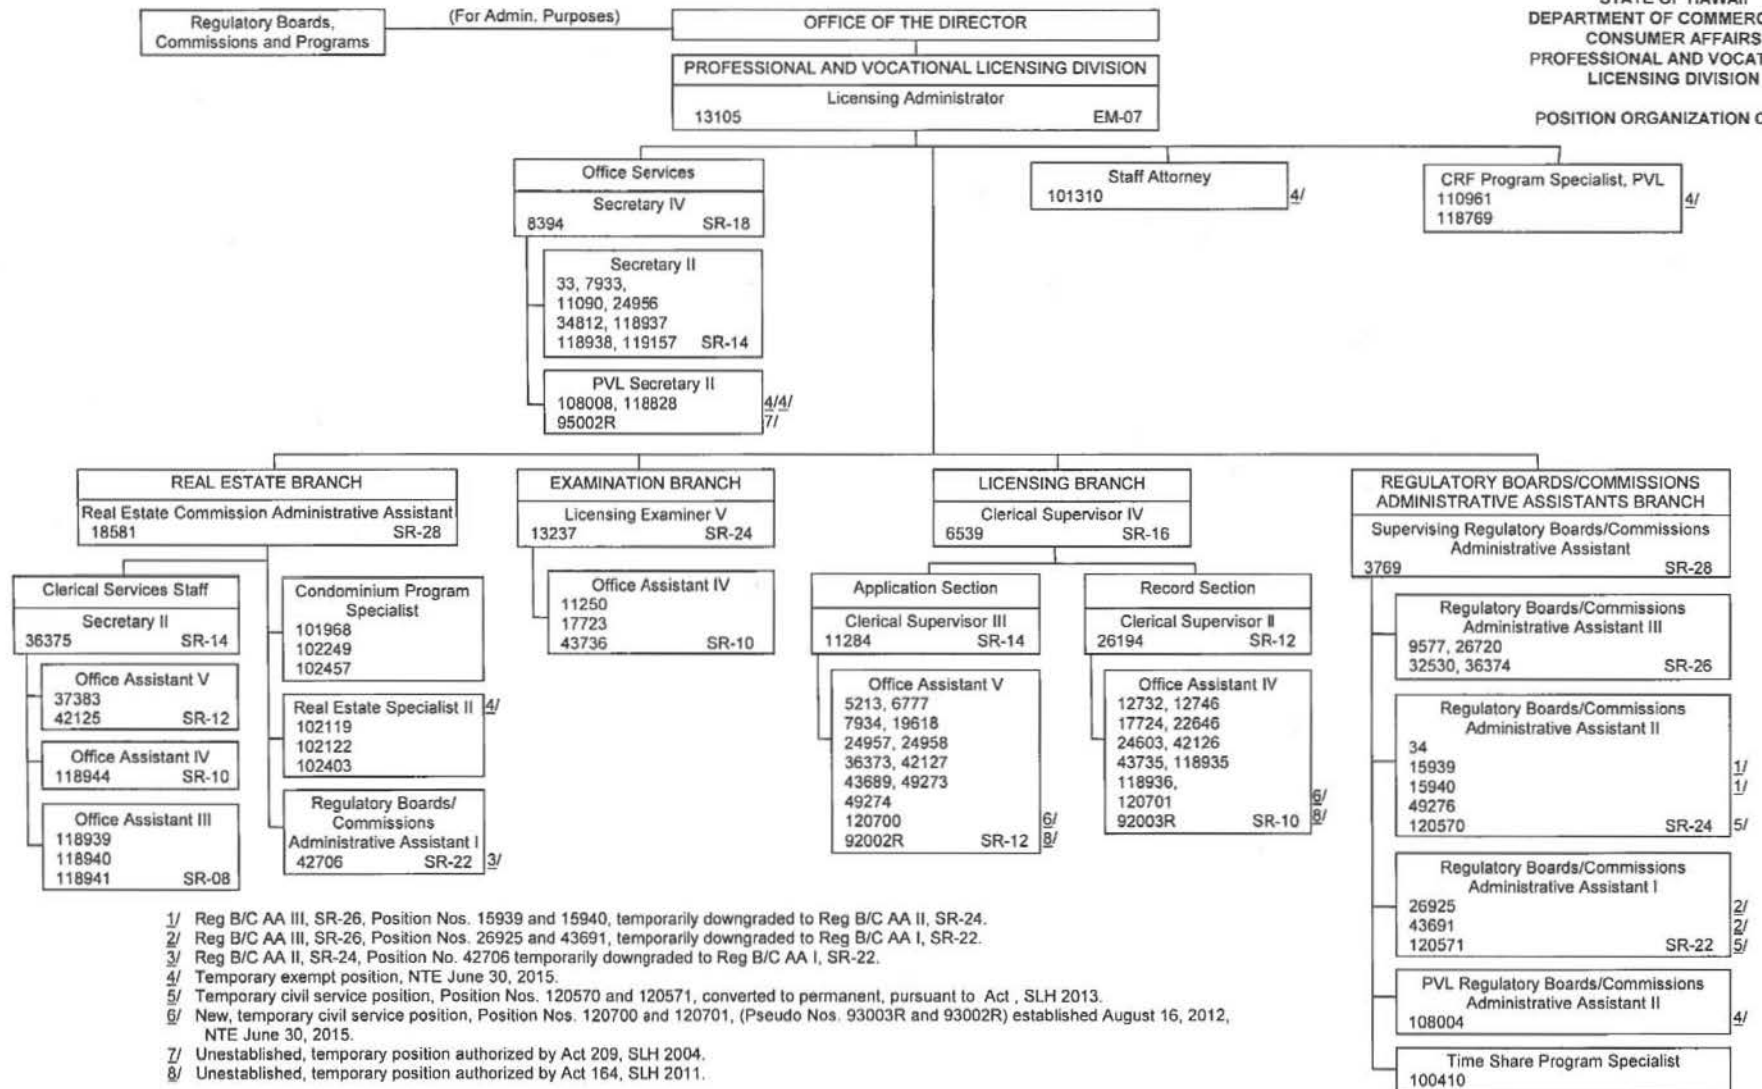 Regulatory Boards,
Commissions and Programs
(For Admin. Purposes)
OFFICE OF THE DIRECTOR
STATE OF HAWAII
DEPARTMENT OF COMMERC
CONSUMER AFFAIRS
PROFESSIONAL AND VOCAT
LICENSING DIVISION
POSITION ORGANIZATION C
PROFESSIONAL AND VOCATIONAL LICENSING DIVISION
Licensing Administrator
13105 EM-07
Office Services
Secretary IV
8394 SR-18
Secretary II
33, 7933,
11090, 24956
34812, 118937
118938, 119157 SR-14
PVL Secretary II
108008, 118828 4/4/
95002R 7/
Staff Attorney
101310 4/
CRF Program Specialist, PVL
110961 4/
118769
REAL ESTATE BRANCH
Real Estate Commission Administrative Assistant
18581 SR-28
Clerical Services Staff
Secretary II
36375 SR-14
Office Assistant V
37383
42125 SR-12
Office Assistant IV
118944 SR-10
Office Assistant III
118939
118940
118941 SR-08
Condominium Program
Specialist
101968
102249
102457
Real Estate Specialist II 4/
102119
102122
102403
Regulatory Boards/
Commissions
Administrative Assistant I
42706 SR-22 3/
EXAMINATION BRANCH
Licensing Examiner V
13237 SR-24
Office Assistant IV
11250
17723
43736 SR-10
LICENSING BRANCH
Clerical Supervisor IV
6539 SR-16
Application Section
Clerical Supervisor III
11284 SR-14
Office Assistant V
5213, 6777
7934, 19618
24957, 24958
36373, 42127
43689, 49273
49274
120700 6/
92002R SR-12 8/
Record Section
Clerical Supervisor II
26194 SR-12
Office Assistant IV
12732, 12746
17724, 22646
24603, 42126
43735, 118935
118936,
120701 6/
92003R SR-10 8/
REGULATORY BOARDS/COMMISSIONS
ADMINISTRATIVE ASSISTANTS BRANCH
Supervising Regulatory Boards/Commissions
Administrative Assistant
3769 SR-28
Regulatory Boards/Commissions
Administrative Assistant III
9577, 26720
32530, 36374 SR-26
Regulatory Boards/Commissions
Administrative Assistant II
34
15939 1/
15940 1/
49276
120570 SR-24 5/
Regulatory Boards/Commissions
Administrative Assistant I
26925 2/
43691 2/
120571 SR-22 5/
PVL Regulatory Boards/Commissions
Administrative Assistant II
108004 4/
Time Share Program Specialist
100410
1/ Reg B/C AA III, SR-26, Position Nos. 15939 and 15940, temporarily downgraded to Reg B/C AA II, SR-24.
2/ Reg B/C AA III, SR-26, Position Nos. 26925 and 43691, temporarily downgraded to Reg B/C AA I, SR-22.
3/ Reg B/C AA II, SR-24, Position No. 42706 temporarily downgraded to Reg B/C AA I, SR-22.
4/ Temporary exempt position, NTE June 30, 2015.
5/ Temporary civil service position, Position Nos. 120570 and 120571, converted to permanent, pursuant to Act , SLH 2013.
6/ New, temporary civil service position, Position Nos. 120700 and 120701, (Pseudo Nos. 93003R and 93002R) established August 16, 2012,
NTE June 30, 2015.
7/ Unestablished, temporary position authorized by Act 209, SLH 2004.
8/ Unestablished, temporary position authorized by Act 164, SLH 2011.